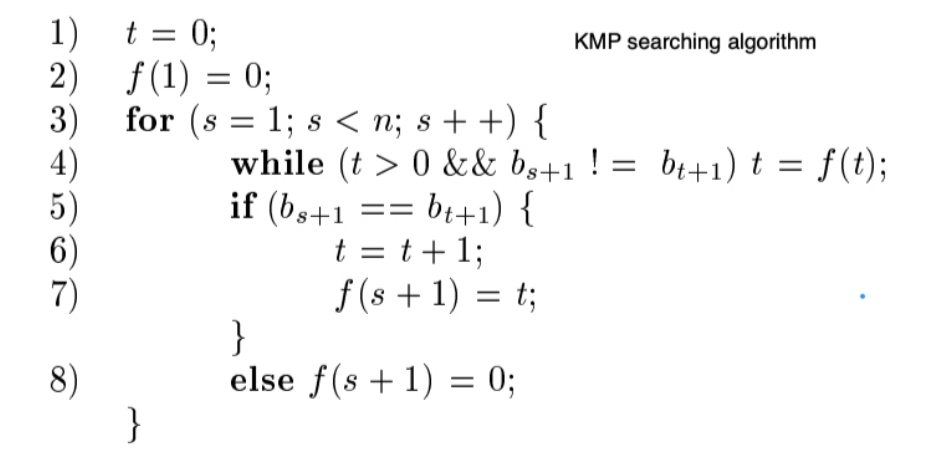 1) t = 0; KMP searching algorithm
2) f(1) = 0;
3) for (s = 1; s < n; s + +) {
4) while (t > 0 && b_{s+1} ! = b_{t+1}) t = f(t);
5) if (b_{s+1} == b_{t+1}) {
6) t = t + 1;
7) f(s + 1) = t;
}
8) else f(s + 1) = 0;
}